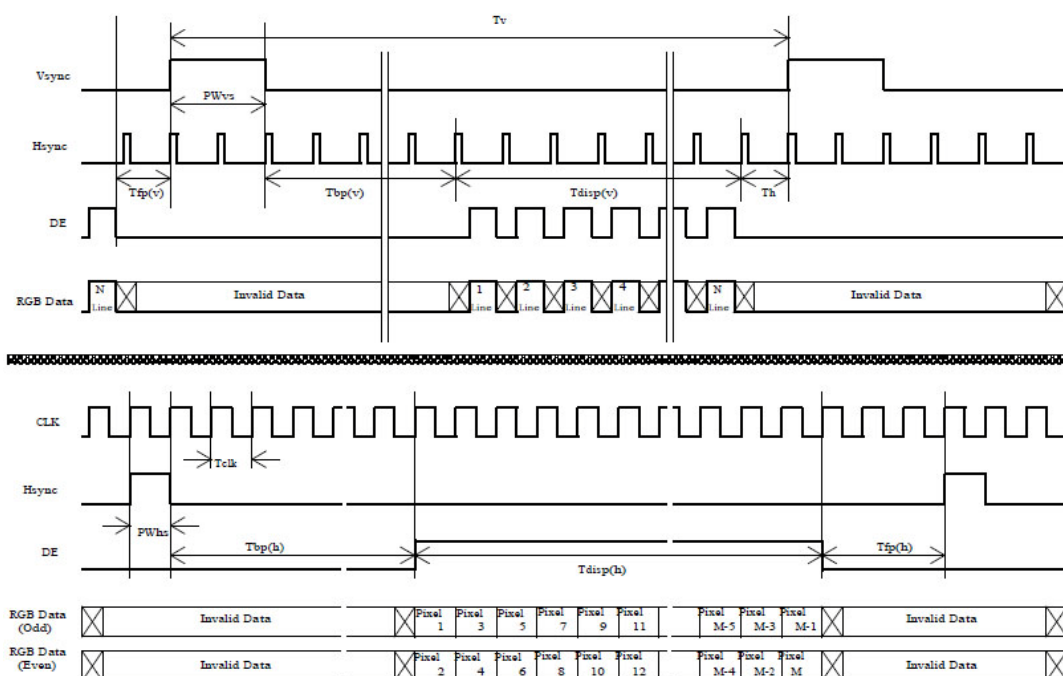 Tv
Vsync
PWvs
Hsync
Tfp(v) Tbp(v) Tdisp(v) Th
DE
RGB Data N Line Invalid Data 1 Line 2 Line 3 Line 4 Line N Line Invalid Data
CLK
Tclk
Hsync
PWhs
DE Tbp(h) Tdisp(h) Tfp(h)
RGB Data (Odd) Invalid Data Pixel 1 Pixel 3 Pixel 5 Pixel 7 Pixel 9 Pixel 11 Pixel M-5 Pixel M-3 Pixel M-1 Invalid Data
RGB Data (Even) Invalid Data Pixel 2 Pixel 4 Pixel 6 Pixel 8 Pixel 10 Pixel 12 Pixel M-4 Pixel M-2 Pixel M Invalid Data